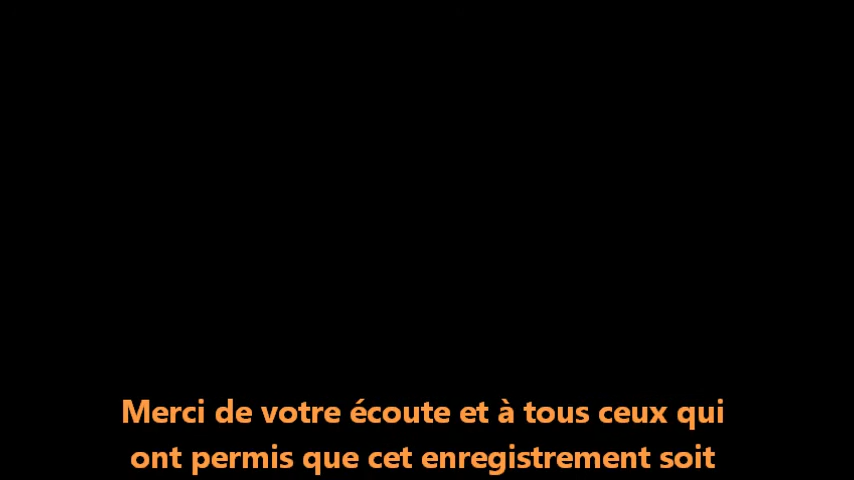 Merci de votre écoute et à tous ceux qui
ont permis que cet enregistrement soit